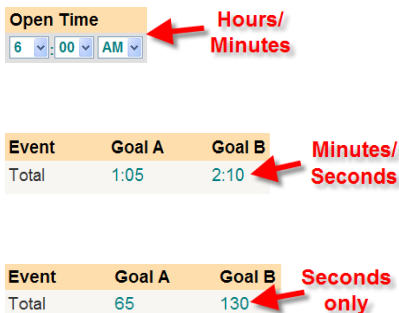 Open Time
6 : 00 AM
Hours/
Minutes
Event Goal A Goal B
Total 1:05 2:10
Minutes/
Seconds
Event Goal A Goal B
Total 65 130
Seconds
only